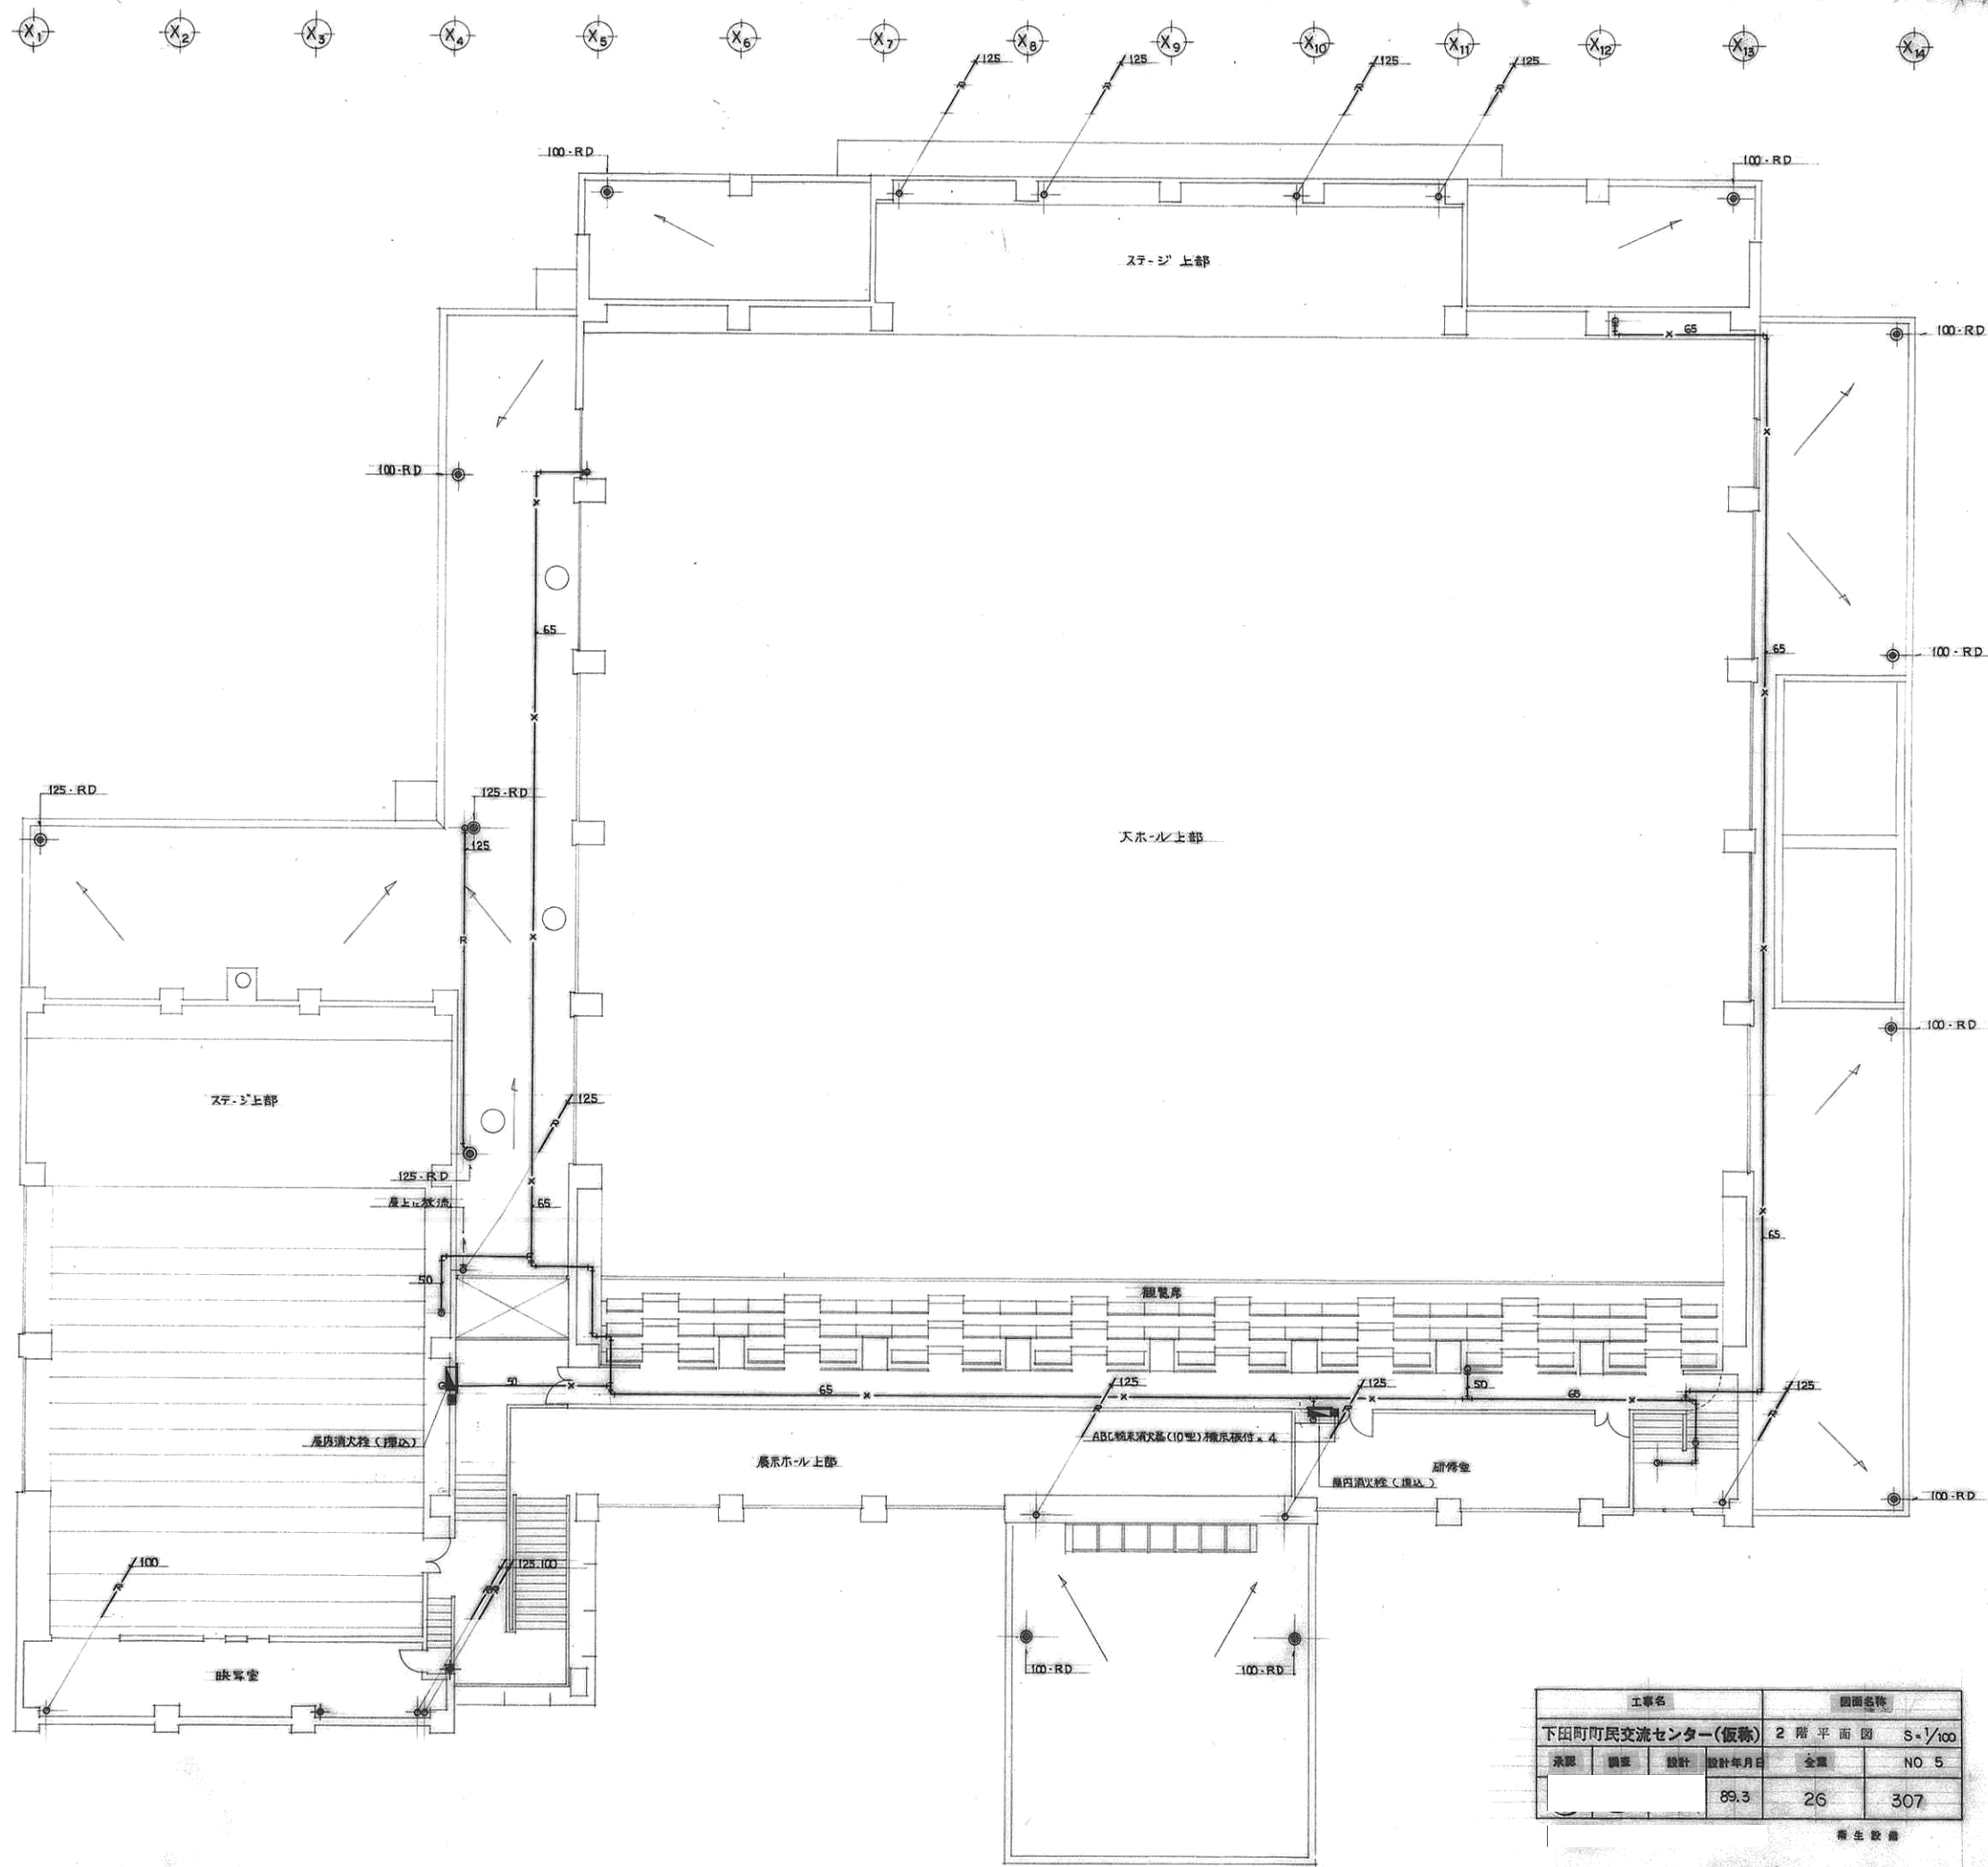 X1 X2 X3 X4 X5 X6 X7 X8 X9 X10 X11 X12 X13 X14
125 125 125 125
R R R R
100-RD 100-RD
ステージ上部
65 100-RD
100-RD
65
65 100-RD
125-RD 125-RD
125
大ホール上部
R
100-RD
ステージ上部
125
R
125-RD
屋上に放流 65
65
50
観覧席
50 65 125 125 50 65 125
R R R
屋内消火栓(埋込)
ABC粉末消火器(10型)標示板付×4
展示ホール上部
研修室
屋内消火栓(埋込)
100-RD
100 125.100
R RR
100-RD 100-RD
映写室
工事名 図面名称
下田町町民交流センター(仮称) 2階平面図 S=1/100
承認 調査 設計 設計年月日 全葉 NO 5
89.3 26 307
衛生設備